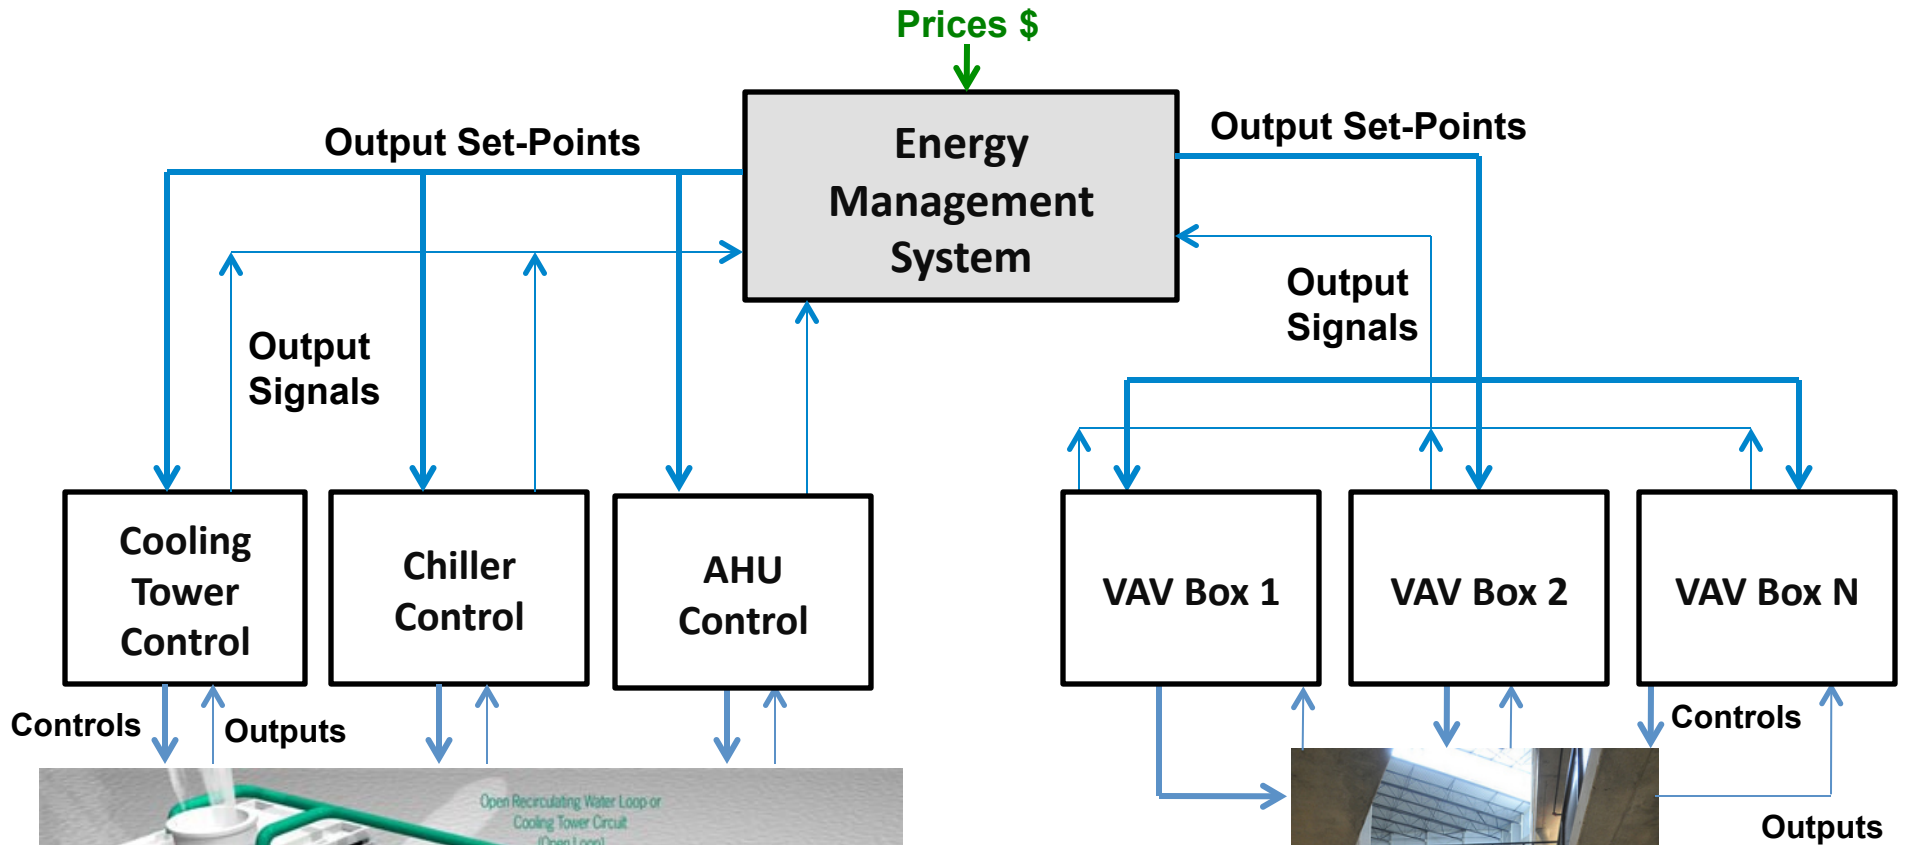 Prices $
Output Set-Points
Output Set-Points
Energy
Management
System
Output
Signals
Output
Signals
Cooling
Tower
Control
Chiller
Control
AHU
Control
VAV Box 1
VAV Box 2
VAV Box N
Controls
Outputs
Controls
Outputs
Open Recirculating Water Loop or
Cooling Tower Circuit
(Open Loop)